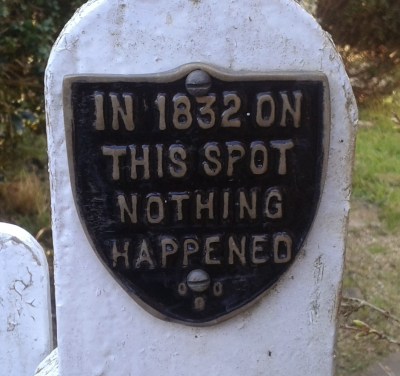 IN 1832 ON
THIS SPOT
NOTHING
HAPPENED